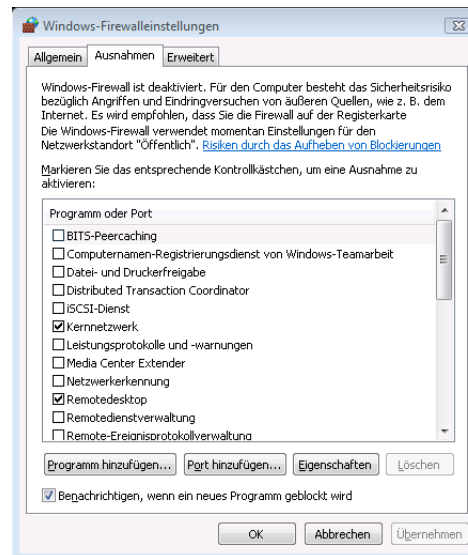 Windows-Firewalleinstellungen
Allgemein Ausnahmen Erweitert
Windows-Firewall ist deaktiviert. Für den Computer besteht das Sicherheitsrisiko
bezüglich Angriffen und Eindringversuchen von äußeren Quellen, wie z. B. dem
Internet. Es wird empfohlen, dass Sie die Firewall auf der Registerkarte
Die Windows-Firewall verwendet momentan Einstellungen für den
Netzwerkstandort "Öffentlich". Risiken durch das Aufheben von Blockierungen
Markieren Sie das entsprechende Kontrollkästchen, um eine Ausnahme zu
aktivieren:
Programm oder Port
BITS-Peercaching
Computernamen-Registrierungsdienst von Windows-Teamarbeit
Datei- und Druckerfreigabe
Distributed Transaction Coordinator
iSCSI-Dienst
Kernnetzwerk
Leistungsprotokolle und -warnungen
Media Center Extender
Netzwerkerkennung
Remotedesktop
Remotedienstverwaltung
Remote-Ereignisprotokollverwaltung
Programm hinzufügen... Port hinzufügen... Eigenschaften Löschen
Benachrichtigen, wenn ein neues Programm geblockt wird
OK Abbrechen Übernehmen